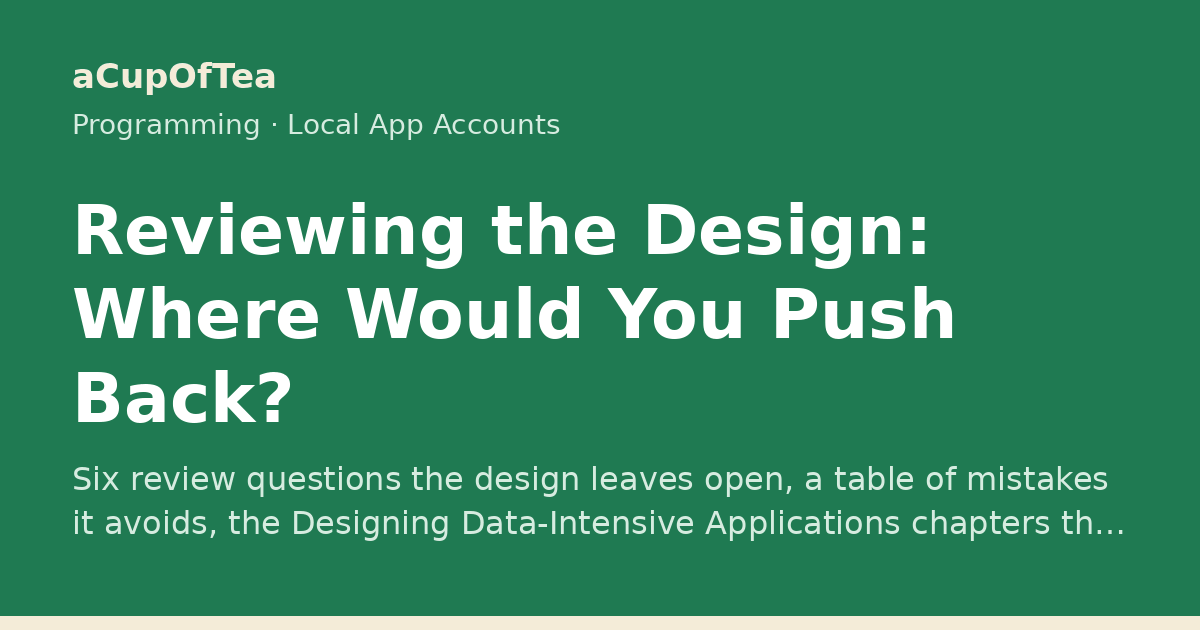 aCupOfTea
Programming · Local App Accounts
Reviewing the Design:
Where Would You Push
Back?
Six review questions the design leaves open, a table of mistakes
it avoids, the Designing Data-Intensive Applications chapters th…